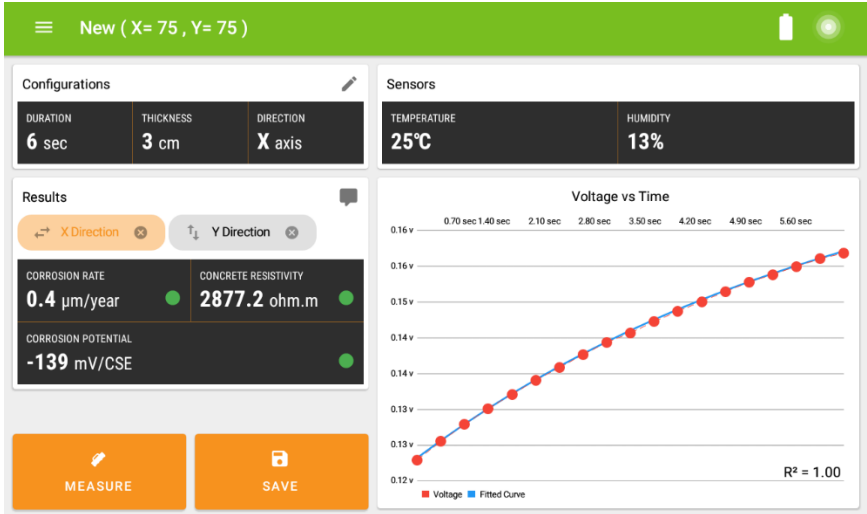 New ( X= 75 , Y= 75 )
Configurations
DURATION THICKNESS DIRECTION
6 sec 3 cm X axis
Sensors
TEMPERATURE HUMIDITY
25℃ 13%
Results
X Direction Y Direction
CORROSION RATE CONCRETE RESISTIVITY
0.4 µm/year 2877.2 ohm.m
CORROSION POTENTIAL
-139 mV/CSE
MEASURE SAVE
Voltage vs Time
0.70 sec 1.40 sec 2.10 sec 2.80 sec 3.50 sec 4.20 sec 4.90 sec 5.60 sec
0.16 v
0.16 v
0.15 v
0.14 v
0.14 v
0.13 v
0.13 v
0.12 v
R² = 1.00
Voltage Fitted Curve